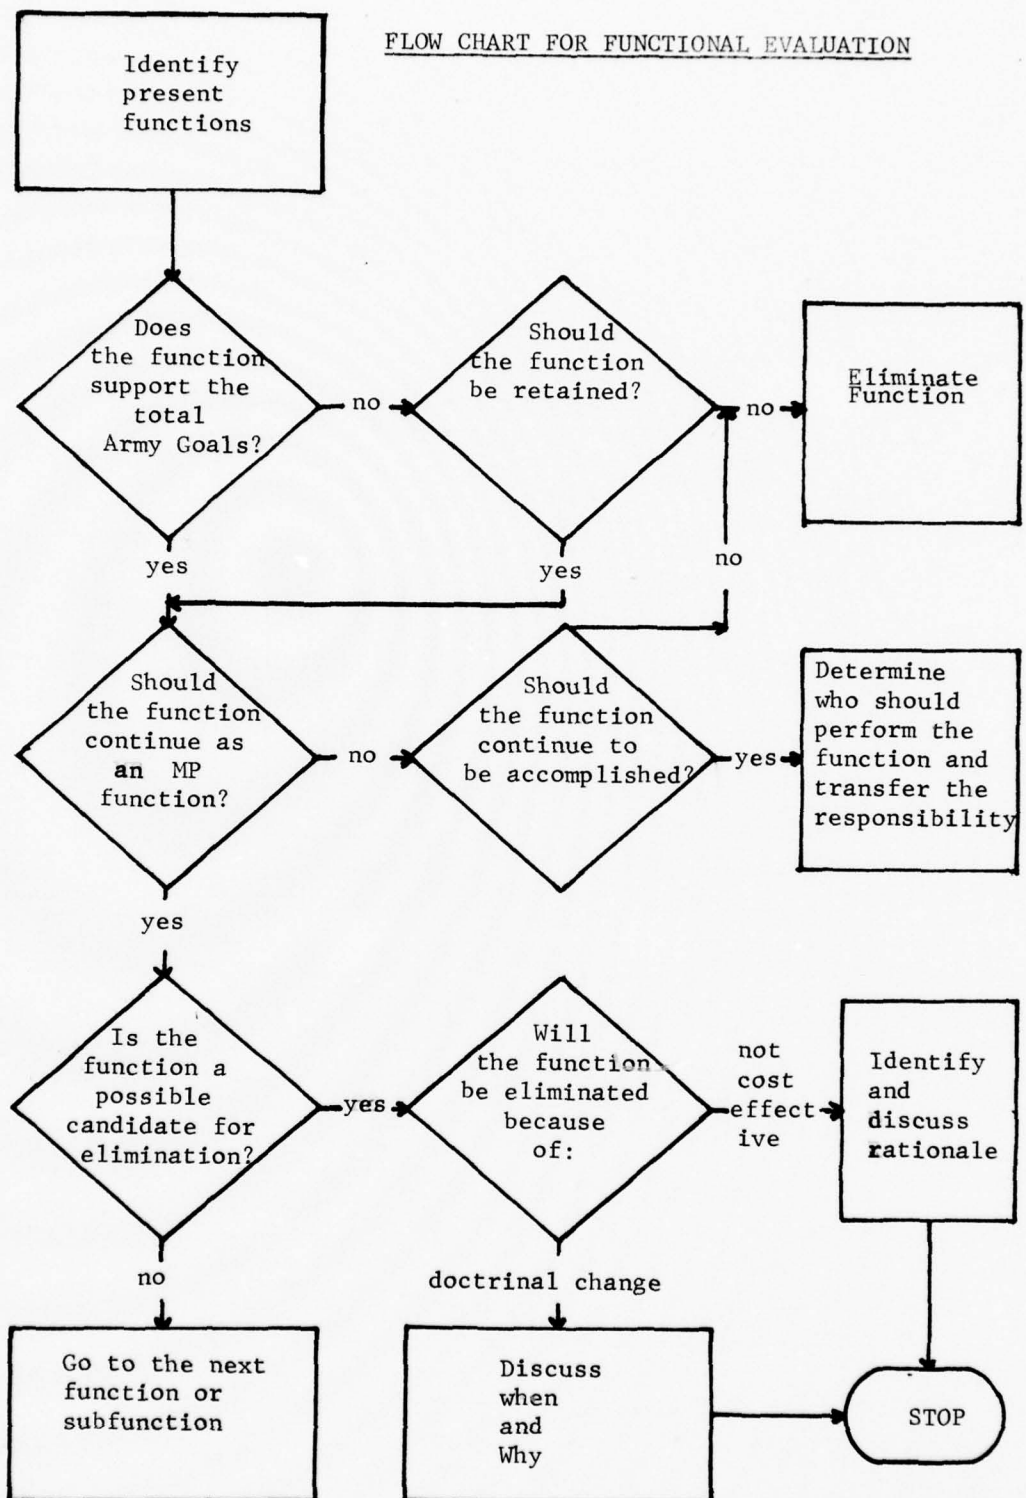 FLOW CHART FOR FUNCTIONAL EVALUATION
Identify
present
functions
Does
the function
support the
total
Army Goals?
no
Should
the function
be retained?
no
Eliminate
Function
yes
yes
no
Should
the function
continue as
an MP
function?
no
Should
the function
continue to
be accomplished?
yes
Determine
who should
perform the
function and
transfer the
responsibility
yes
Is the
function a
possible
candidate for
elimination?
yes
Will
the function
be eliminated
because
of:
not
cost
effect
ive
Identify
and
discuss
rationale
no
doctrinal change
Go to the next
function or
subfunction
Discuss
when
and
Why
STOP